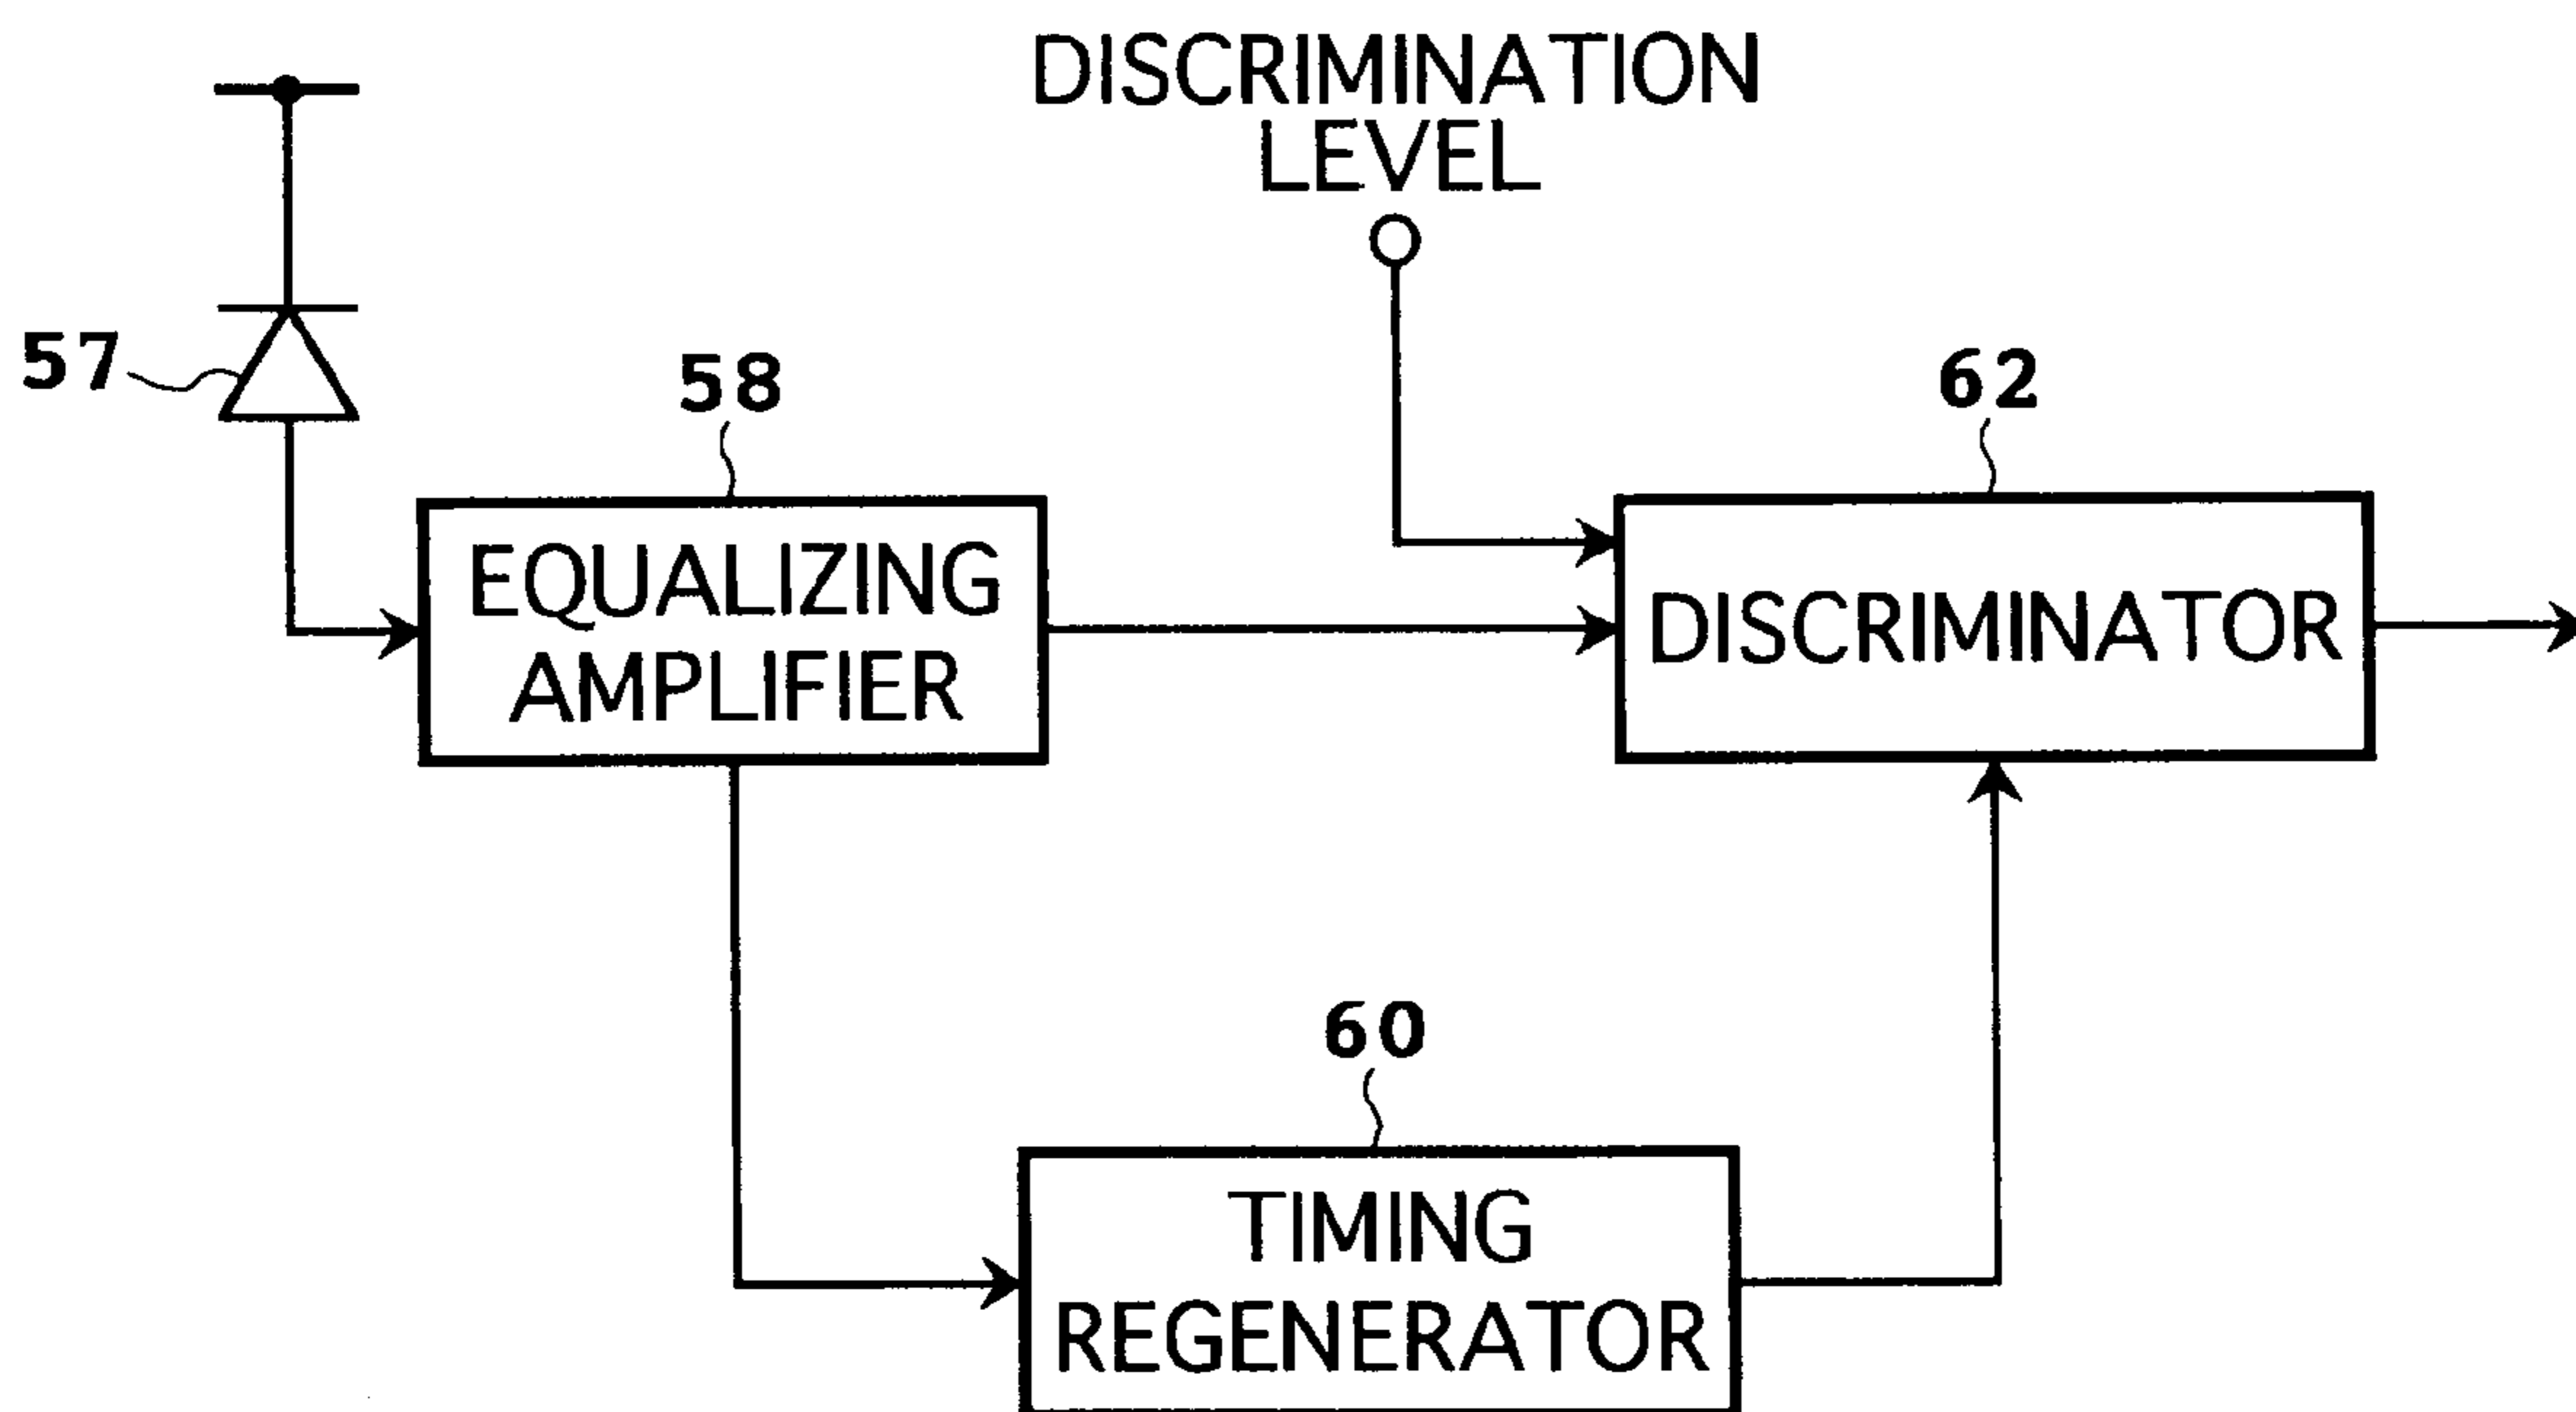 DISCRIMINATION
LEVEL
57
58
62
EQUALIZING
AMPLIFIER
DISCRIMINATOR
60
TIMING
REGENERATOR